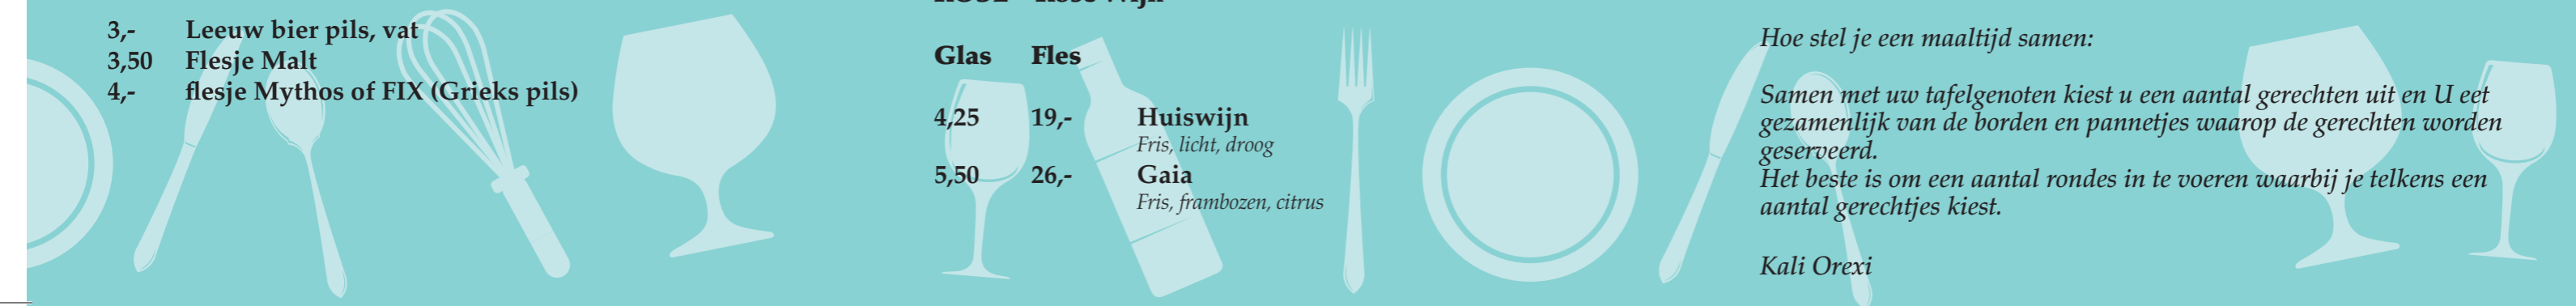 3,- Leeuw bier pils, vat
3,50 Flesje Malt
4,- flesje Mythos of FIX (Grieks pils)
Glas Fles
4,25 19,- Huiswijn
Fris, licht, droog
5,50 26,- Gaia
Fris, frambozen, citrus
Hoe stel je een maaltijd samen:
Samen met uw tafelgenoten kiest u een aantal gerechten uit en U eet
gezamenlijk van de borden en pannetjes waarop de gerechten worden
geserveerd.
Het beste is om een aantal rondes in te voeren waarbij je telkens een
aantal gerechtjes kiest.
Kali Orexi